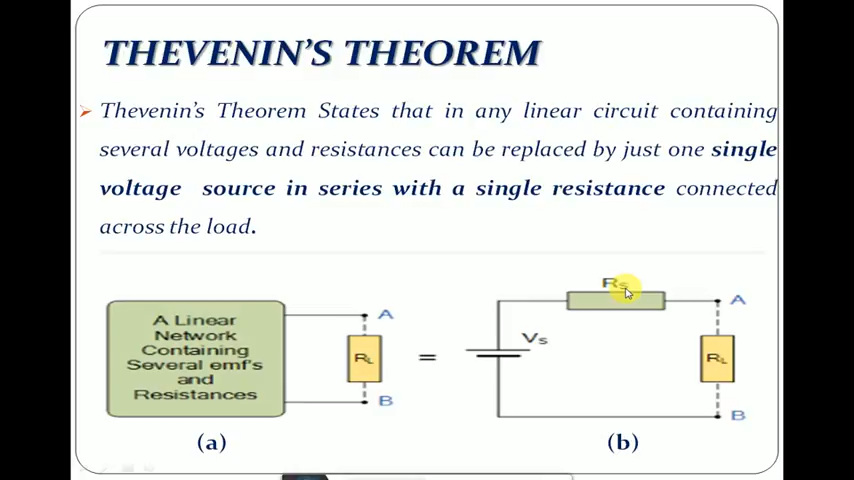 THEVENIN'S THEOREM
Thevenin's Theorem States that in any linear circuit containing
several voltages and resistances can be replaced by just one single
voltage source in series with a single resistance connected
across the load.
A Linear
Network
Containing
Several emf's
and
Resistances
A
RL
B
(a)
=
Rs
Vs
A
RL
B
(b)